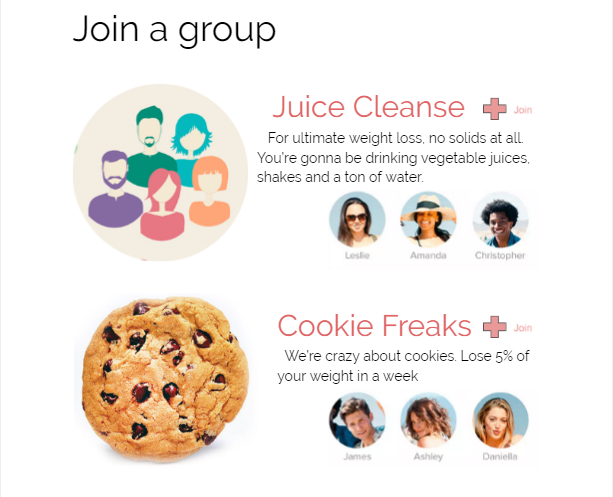 Join a group
Juice Cleanse Join
For ultimate weight loss, no solids at all.
You're gonna be drinking vegetable juices,
shakes and a ton of water.
Leslie Amanda Christopher
Cookie Freaks Join
We're crazy about cookies. Lose 5% of
your weight in a week
James Ashley Daniella